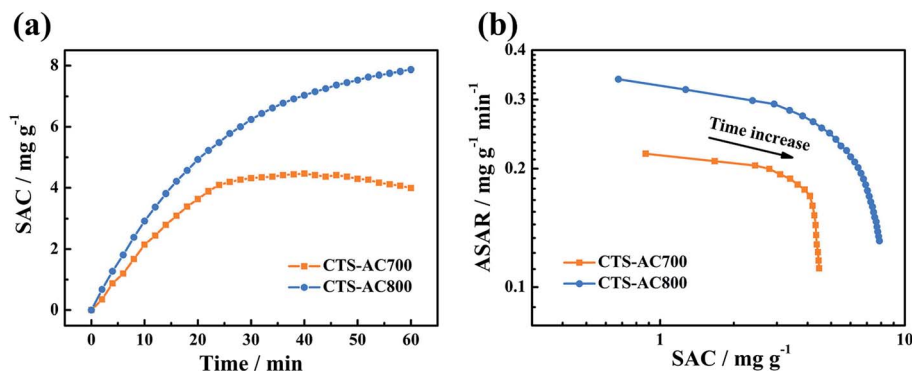 (a)
SAC / mg g⁻¹
8
6
4
2
0
CTS-AC700
CTS-AC800
0 10 20 30 40 50 60
Time / min
(b)
ASAR / mg g⁻¹ min⁻¹
0.4
0.3
0.2
0.1
Time increase
CTS-AC700
CTS-AC800
1 10
SAC / mg g⁻¹